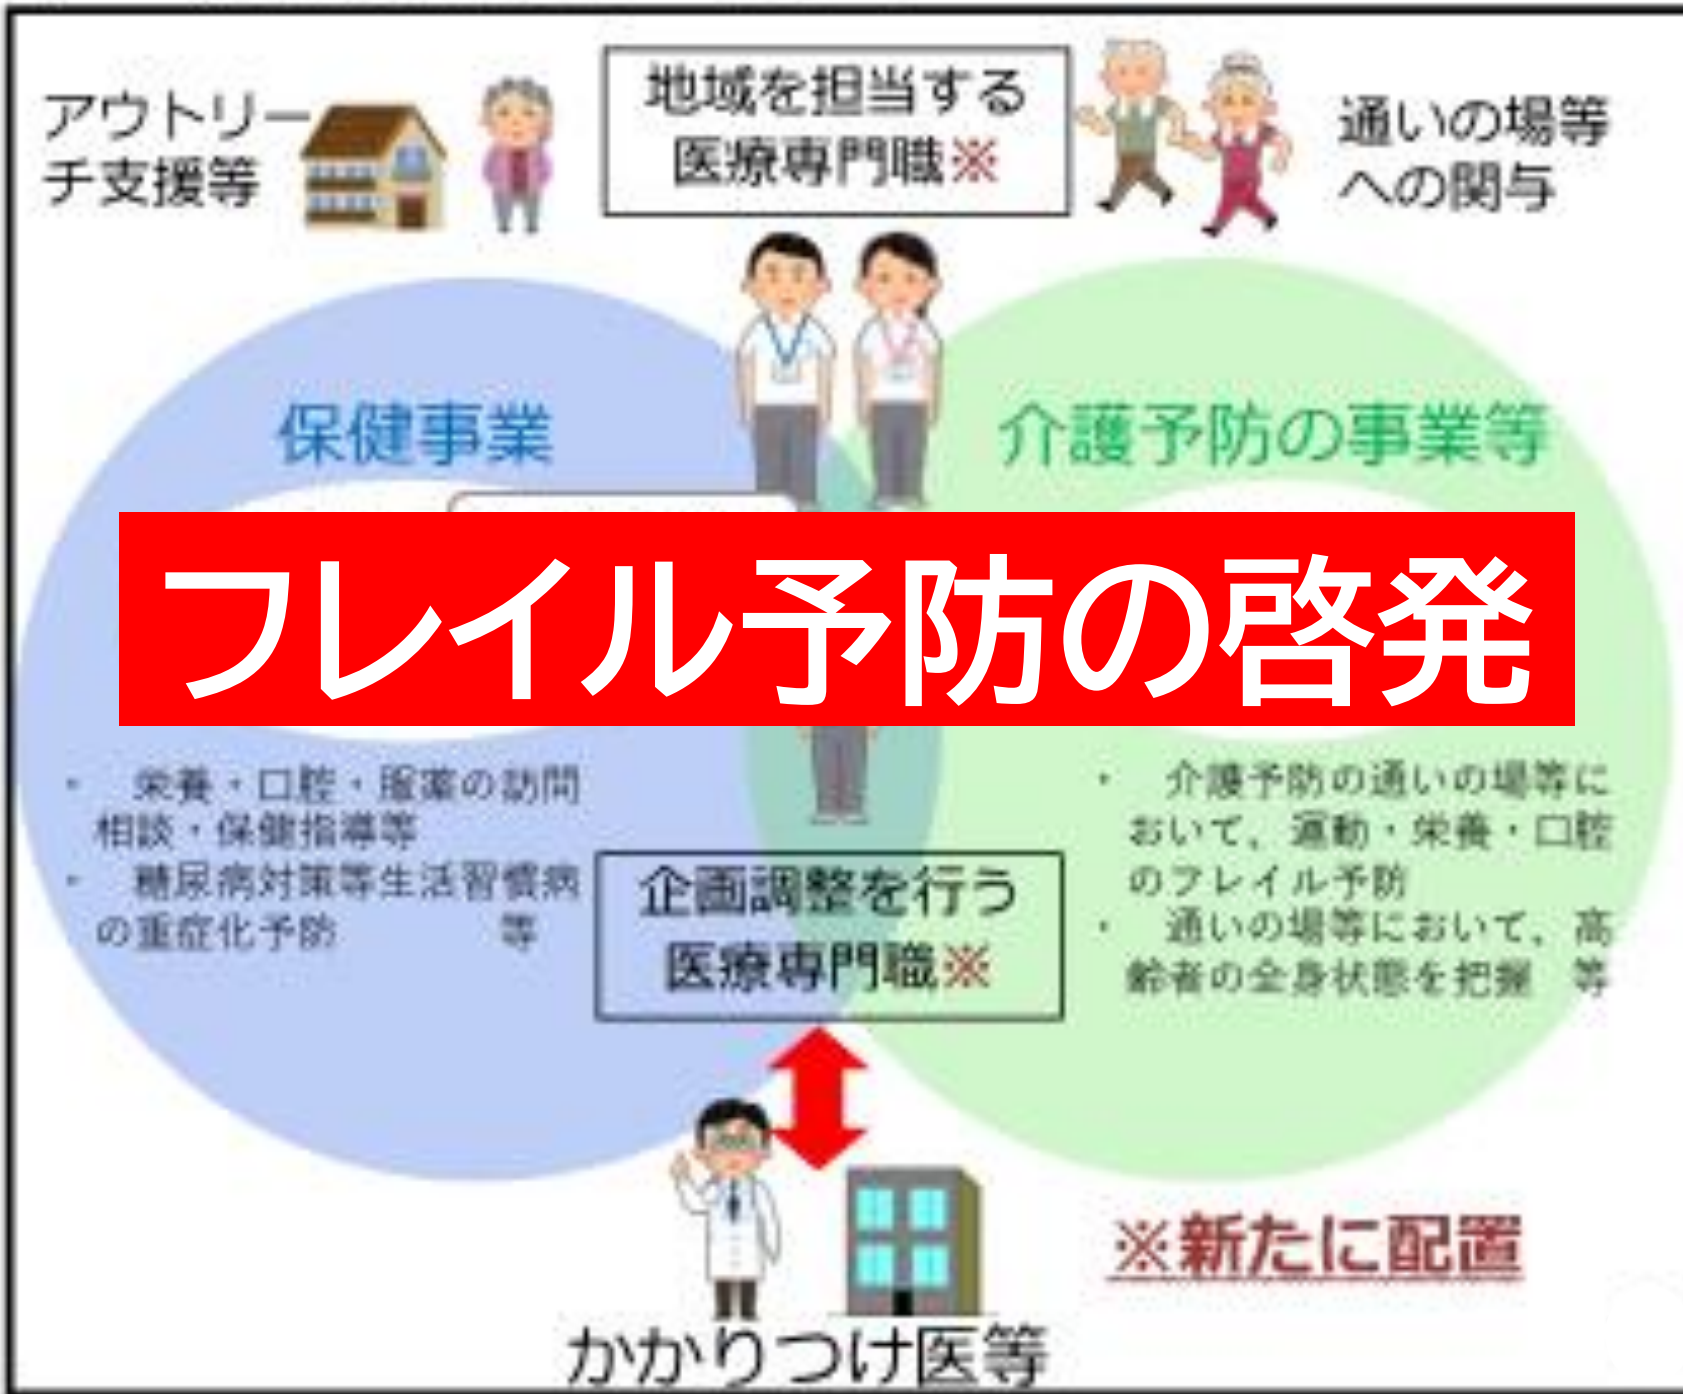 アウトリー
チ支援等
地域を担当する
医療専門職※
通いの場等
への関与
保健事業
介護予防の事業等
フレイル予防の啓発
・ 栄養・口腔・服薬の訪問
相談・保健指導等
・ 糖尿病対策等生活習慣病
の重症化予防 等
・ 介護予防の通いの場等に
おいて、運動・栄養・口腔
のフレイル予防
・ 通いの場等において、高
齢者の全身状態を把握 等
企画調整を行う
医療専門職※
※新たに配置
かかりつけ医等